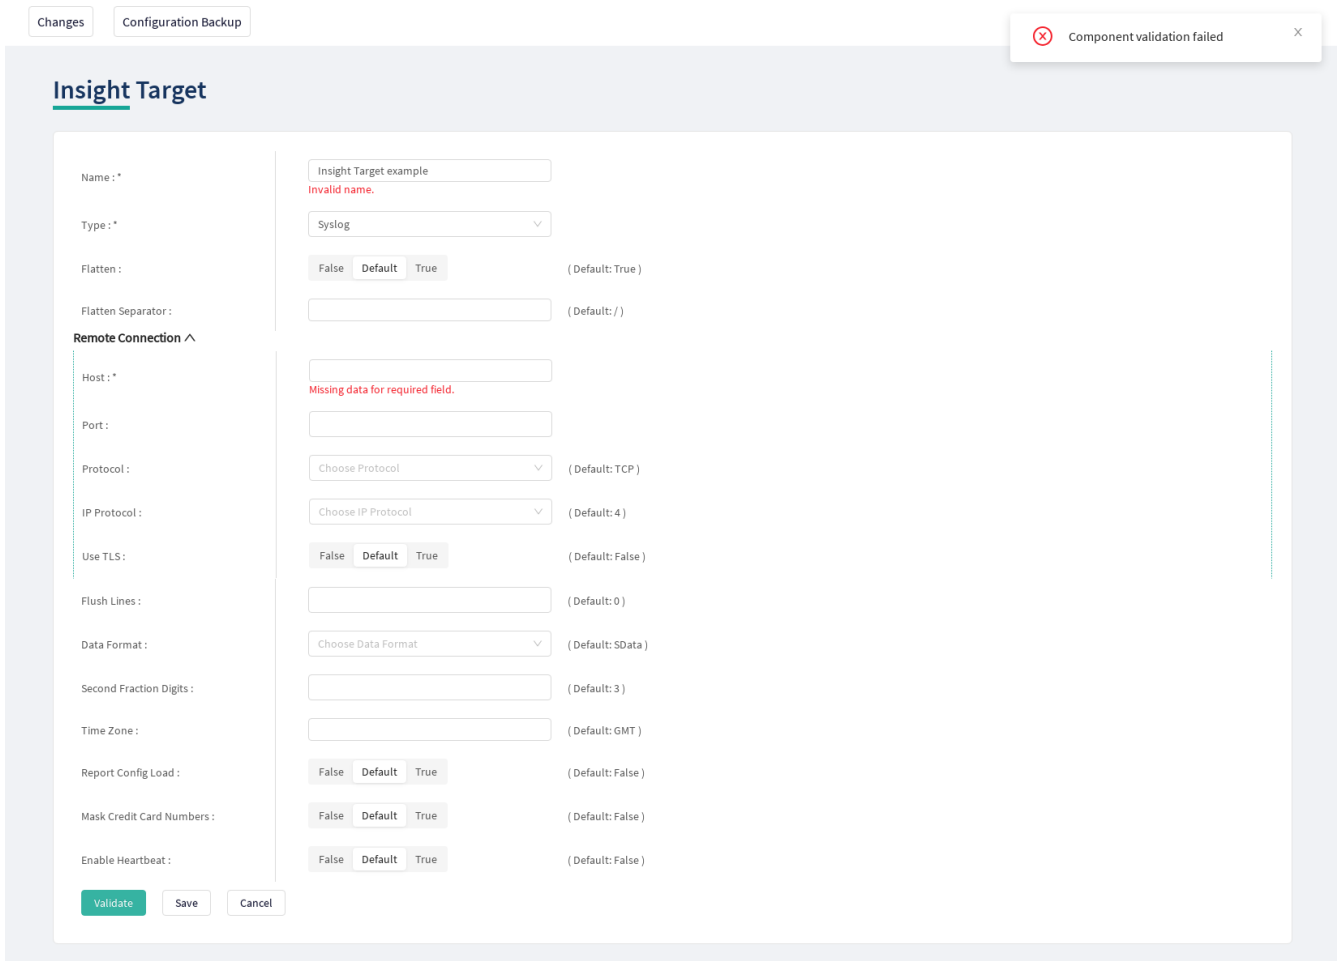 Changes
Configuration Backup
Component validation failed
Insight Target
Name : *
Insight Target example
Invalid name.
Type : *
Syslog
Flatten :
False Default True
( Default: True )
Flatten Separator :
( Default: / )
Remote Connection
Host : *
Missing data for required field.
Port :
Protocol :
Choose Protocol
( Default: TCP )
IP Protocol :
Choose IP Protocol
( Default: 4 )
Use TLS :
False Default True
( Default: False )
Flush Lines :
( Default: 0 )
Data Format :
Choose Data Format
( Default: SData )
Second Fraction Digits :
( Default: 3 )
Time Zone :
( Default: GMT )
Report Config Load :
False Default True
( Default: False )
Mask Credit Card Numbers :
False Default True
( Default: False )
Enable Heartbeat :
False Default True
( Default: False )
Validate
Save
Cancel